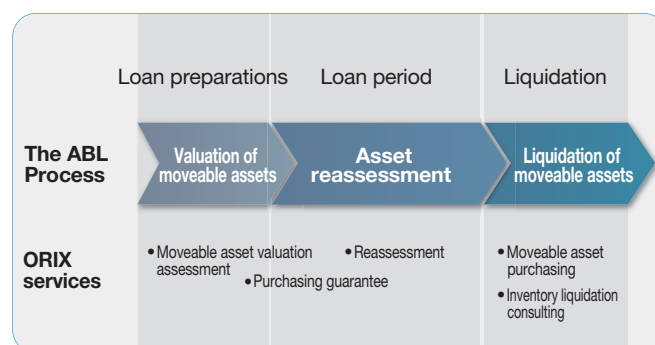 Loan preparations
Loan period
Liquidation
The ABL
Process
Valuation of
moveable assets
Asset
reassessment
Liquidation of
moveable assets
ORIX
services
•Moveable asset valuation
assessment
•Purchasing guarantee
•Reassessment
•Moveable asset
purchasing
•Inventory liquidation
consulting